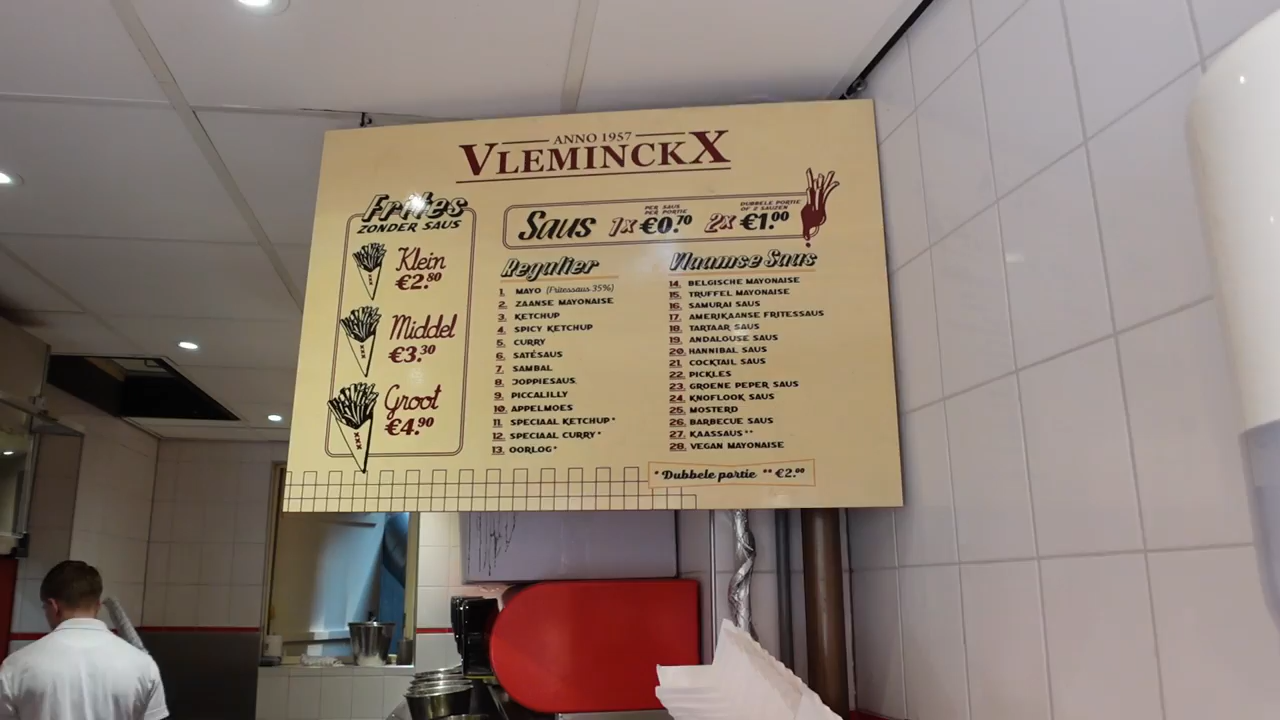 ANNO 1957
VLEMINCKX
Frites
ZONDER SAUS
Klein
€2.80
Middel
€3.30
Groot
€4.90
XXX
XXX
XXX
Saus 1x €0.70 2x €1.00
PER SAUS
PER PORTIE
DUBBELE PORTIE
OF 2 SAUZEN
Regulier
1. MAYO (Fritessaus 35%)
2. ZAANSE MAYONAISE
3. KETCHUP
4. SPICY KETCHUP
5. CURRY
6. SATÉSAUS
7. SAMBAL
8. JOPPIESAUS
9. PICCALILLY
10. APPELMOES
11. SPECIAAL KETCHUP*
12. SPECIAAL CURRY*
13. OORLOG*
Vlaamse Saus
14. BELGISCHE MAYONAISE
15. TRUFFEL MAYONAISE
16. SAMURAI SAUS
17. AMERIKAANSE FRITESSAUS
18. TARTAAR SAUS
19. ANDALOUSE SAUS
20. HANNIBAL SAUS
21. COCKTAIL SAUS
22. PICKLES
23. GROENE PEPER SAUS
24. KNOFLOOK SAUS
25. MOSTERD
26. BARBECUE SAUS
27. KAASSAUS**
28. VEGAN MAYONAISE
* Dubbele portie ** €2.00